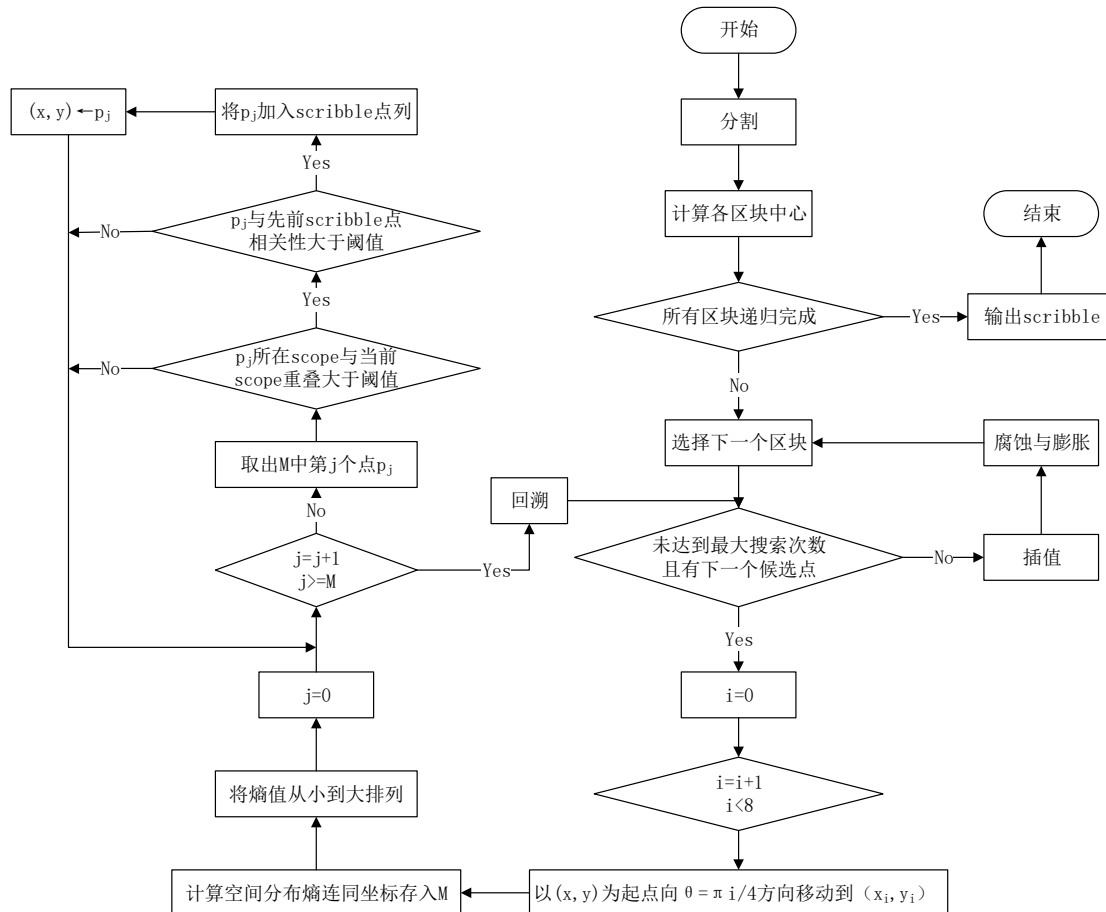 开始
分割
计算各区块中心
所有区块递归完成
Yes
输出scribble
结束
No
选择下一个区块
腐蚀与膨胀
未达到最大搜索次数
且有下一个候选点
No
插值
Yes
i=0
i=i+1
i<8
以(x,y)为起点向θ=πi/4方向移动到（xᵢ,yᵢ）
计算空间分布熵连同坐标存入M
将熵值从小到大排列
j=0
j=j+1
j>=M
Yes
回溯
No
取出M中第j个点pⱼ
pⱼ所在scope与当前
scope重叠大于阈值
No
Yes
pⱼ与先前scribble点
相关性大于阈值
No
Yes
将pⱼ加入scribble点列
(x,y)←pⱼ